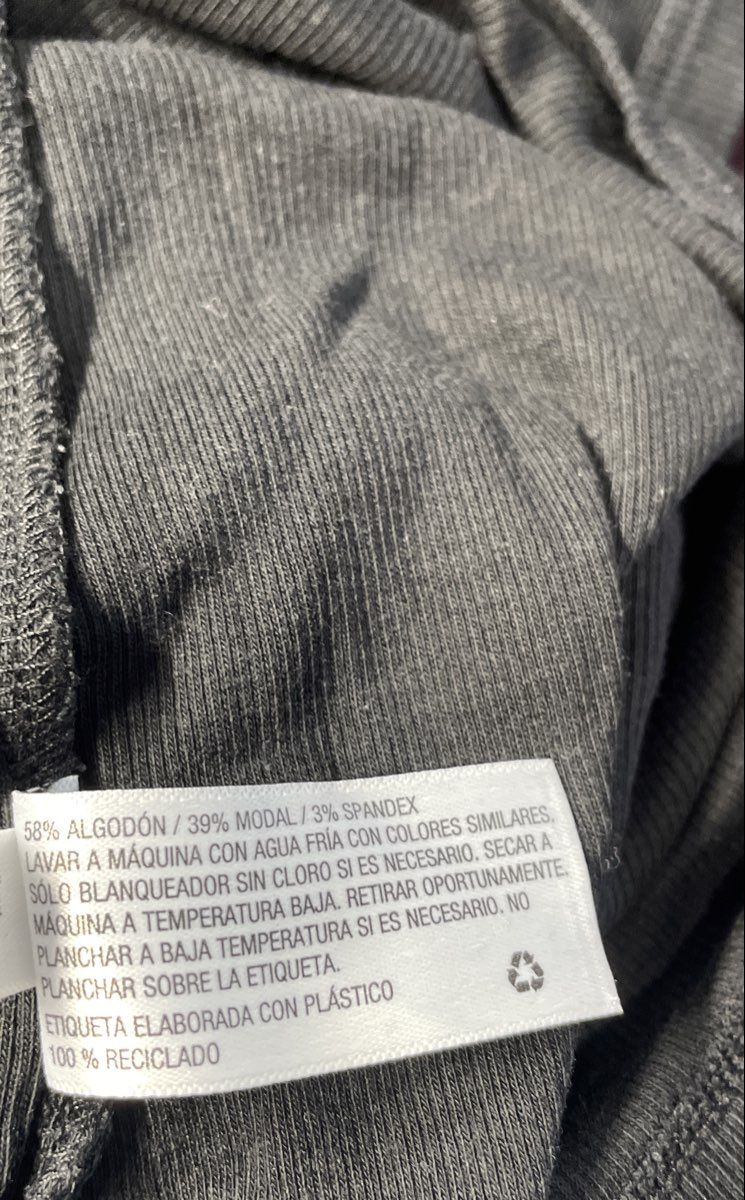 58% ALGODÓN / 39% MODAL / 3% SPANDEX
LAVAR A MÁQUINA CON AGUA FRÍA CON COLORES SIMILARES.
SÓLO BLANQUEADOR SIN CLORO SI ES NECESARIO. SECAR A
MÁQUINA A TEMPERATURA BAJA. RETIRAR OPORTUNAMENTE.
PLANCHAR A BAJA TEMPERATURA SI ES NECESARIO. NO
PLANCHAR SOBRE LA ETIQUETA.
ETIQUETA ELABORADA CON PLÁSTICO
100 % RECICLADO